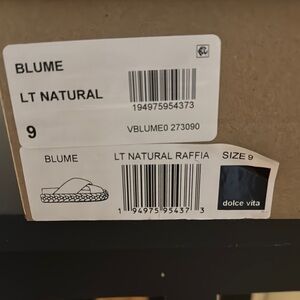 BLUME
LT NATURAL
194975954373
9
VBLUME0 273090
BLUME LT NATURAL RAFFIA SIZE 9
1 94975 95437 3
dolce vita